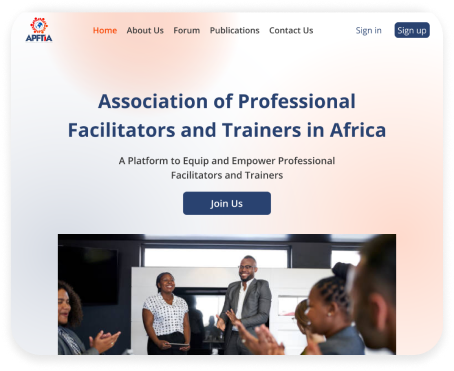 APFTIA
Home About Us Forum Publications Contact Us Sign in Sign up
Association of Professional
Facilitators and Trainers in Africa
A Platform to Equip and Empower Professional
Facilitators and Trainers
Join Us